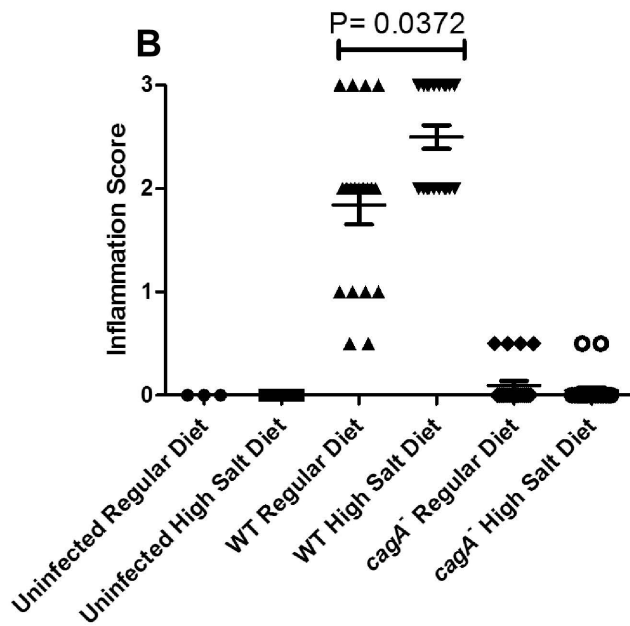 P= 0.0372
B
Inflammation Score
3
2
1
0
Uninfected Regular Diet
Uninfected High Salt Diet
WT Regular Diet
WT High Salt Diet
cagA⁻ Regular Diet
cagA⁻ High Salt Diet